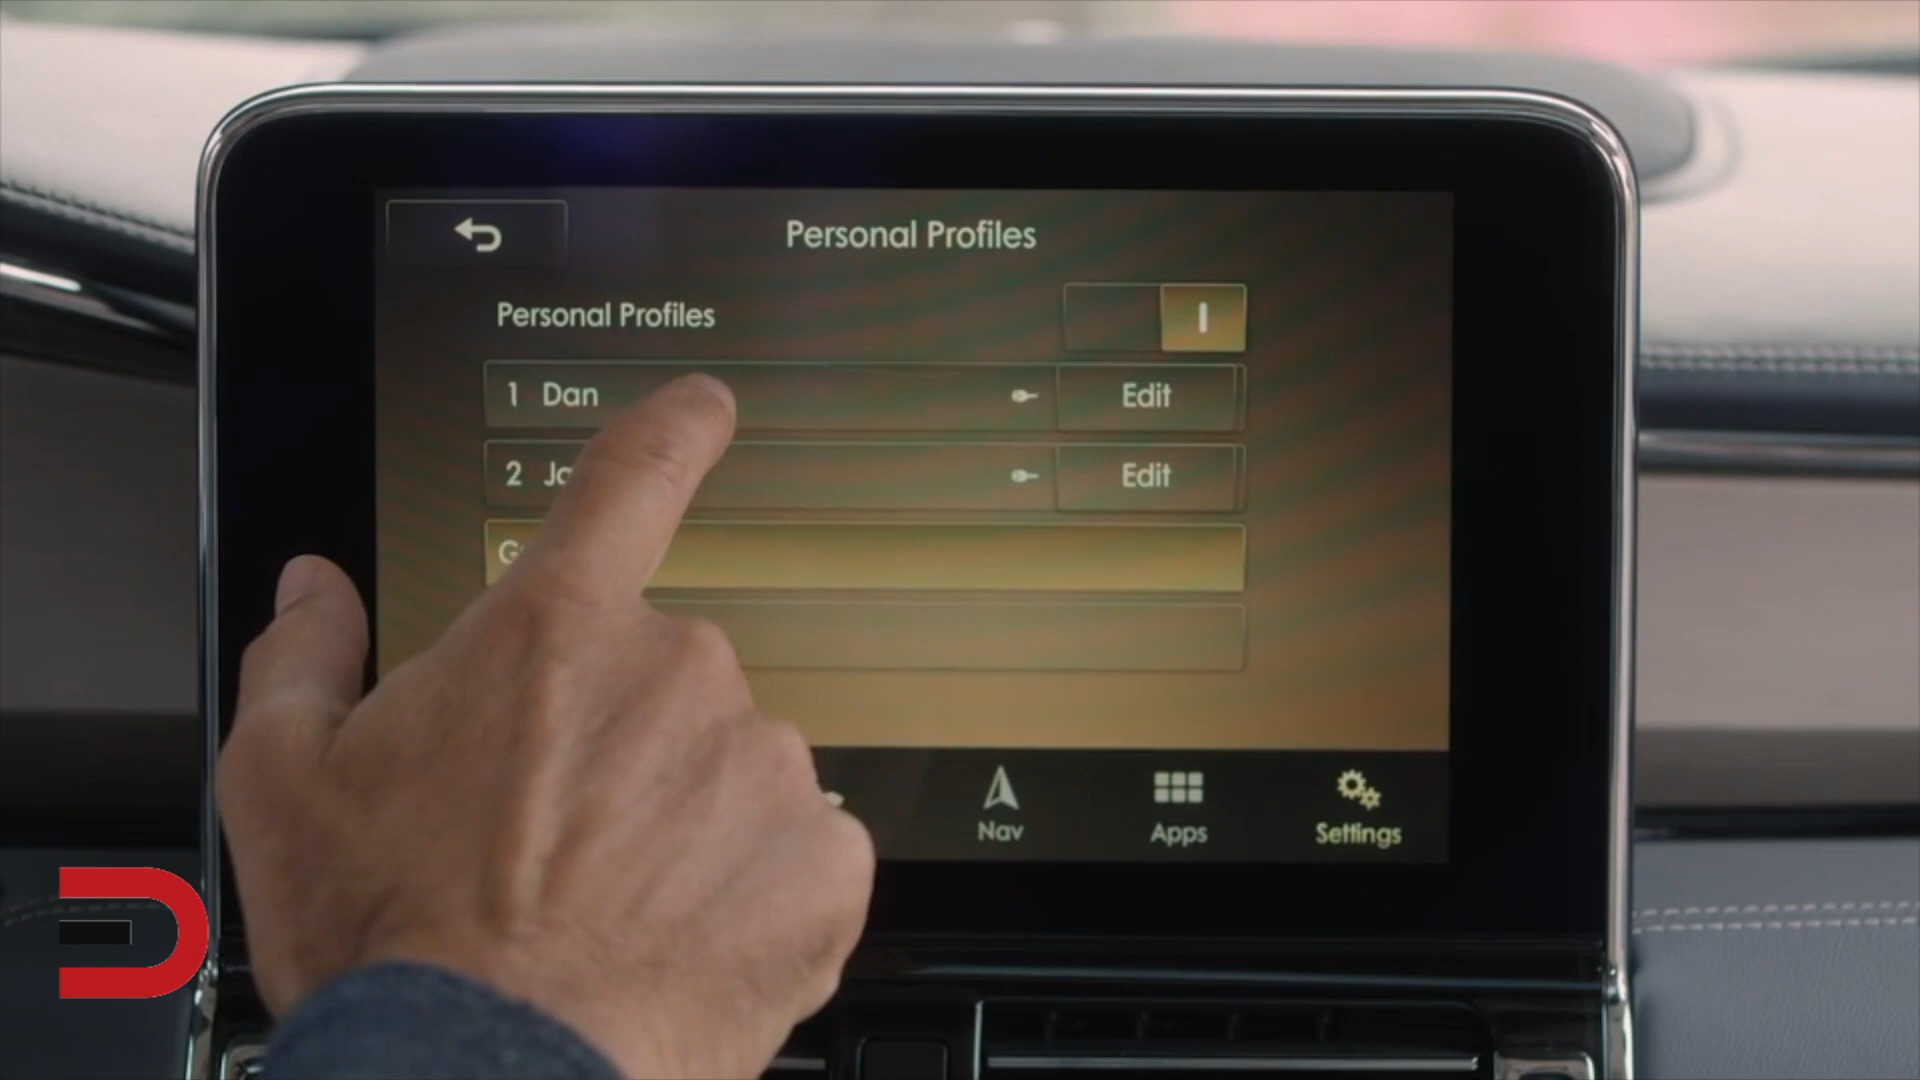 Personal Profiles
Personal Profiles
1 Dan Edit
2 Edit
Nav Apps Settings